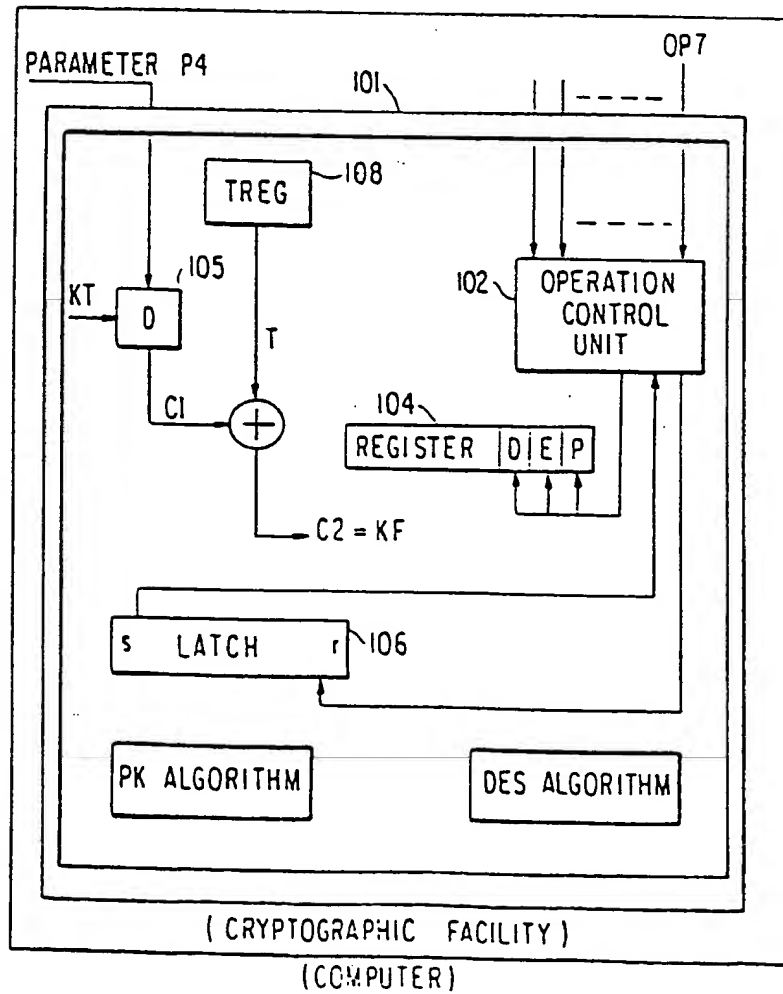 OP7
PARAMETER P4
101
TREG
108
105
KT
D
102
OPERATION
CONTROL
UNIT
T
CI
104
REGISTER D E P
C2 = KF
S LATCH r
106
PK ALGORITHM
DES ALGORITHM
(CRYPTOGRAPHIC FACILITY)
(COMPUTER)